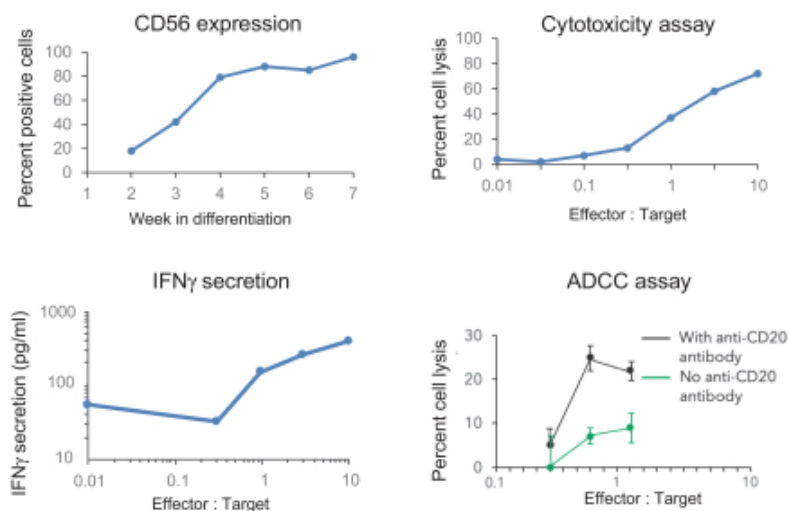 CD56 expression
Percent positive cells
100
80
60
40
20
0
1 2 3 4 5 6 7
Week in differentiation
Cytotoxicity assay
Percent cell lysis
100
80
60
40
20
0
0.01 0.1 1 10
Effector : Target
IFNγ secretion
IFNγ secretion (pg/ml)
1000
100
10
0.01 0.1 1 10
Effector : Target
ADCC assay
Percent cell lysis
30
20
10
0
0.1 1 10
Effector : Target
With anti-CD20
antibody
No anti-CD20
antibody